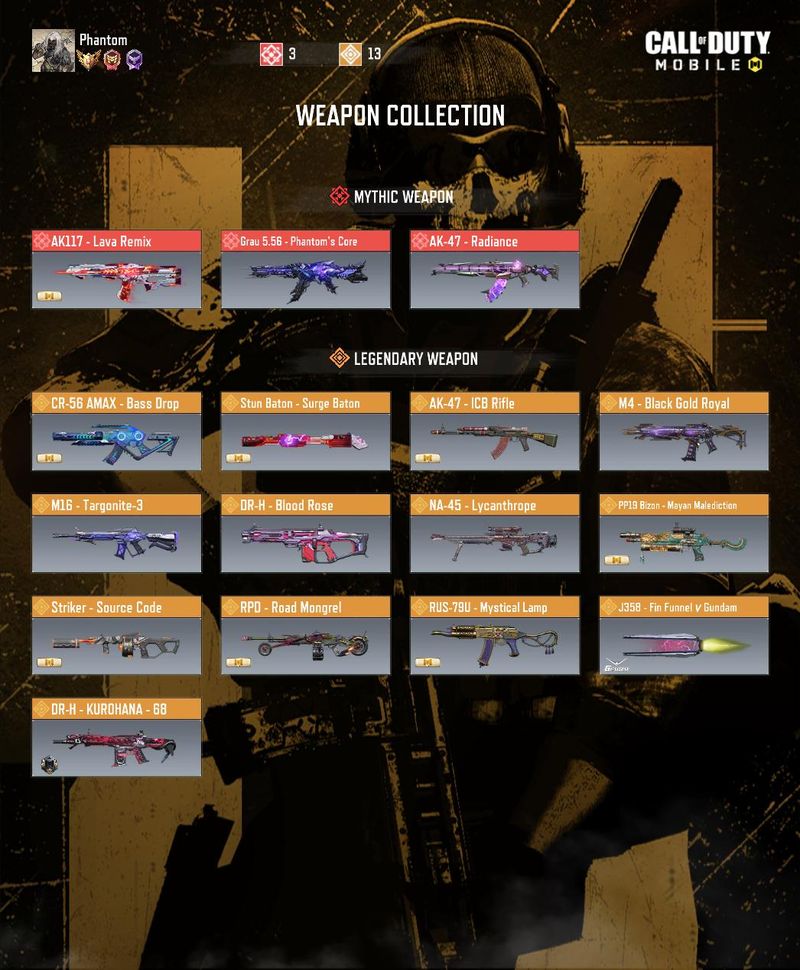 Phantom
3
13
CALL OF DUTY
MOBILE
WEAPON COLLECTION
MYTHIC WEAPON
AK117 - Lava Remix
Grau 5.56 - Phantom's Core
AK-47 - Radiance
LEGENDARY WEAPON
CR-56 AMAX - Bass Drop
Stun Baton - Surge Baton
AK-47 - ICB Rifle
M4 - Black Gold Royal
M16 - Targonite-3
DR-H - Blood Rose
NA-45 - Lycanthrope
PP19 Bizon - Mayan Malediction
Striker - Source Code
RPD - Road Mongrel
RUS-79U - Mystical Lamp
J358 - Fin Funnel ν Gundam
DR-H - KUROHANA - 68